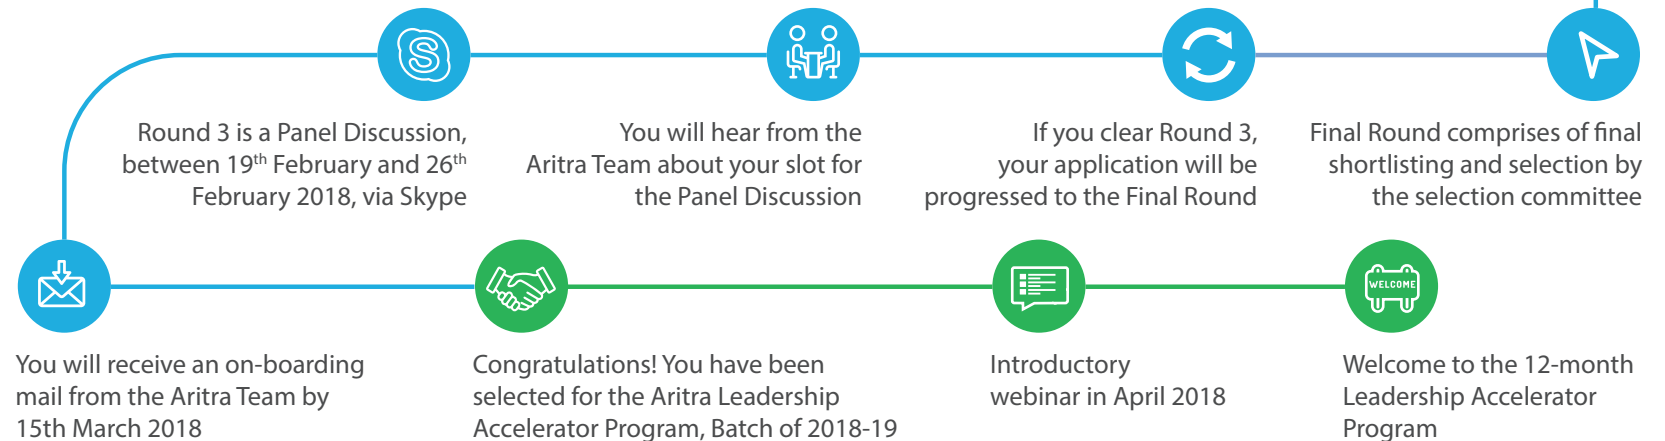 S
Round 3 is a Panel Discussion,
between 19th February and 26th
February 2018, via Skype
You will hear from the
Aritra Team about your slot for
the Panel Discussion
If you clear Round 3,
your application will be
progressed to the Final Round
Final Round comprises of final
shortlisting and selection by
the selection committee
You will receive an on-boarding
mail from the Aritra Team by
15th March 2018
Congratulations! You have been
selected for the Aritra Leadership
Accelerator Program, Batch of 2018-19
Introductory
webinar in April 2018
WELCOME
Welcome to the 12-month
Leadership Accelerator
Program